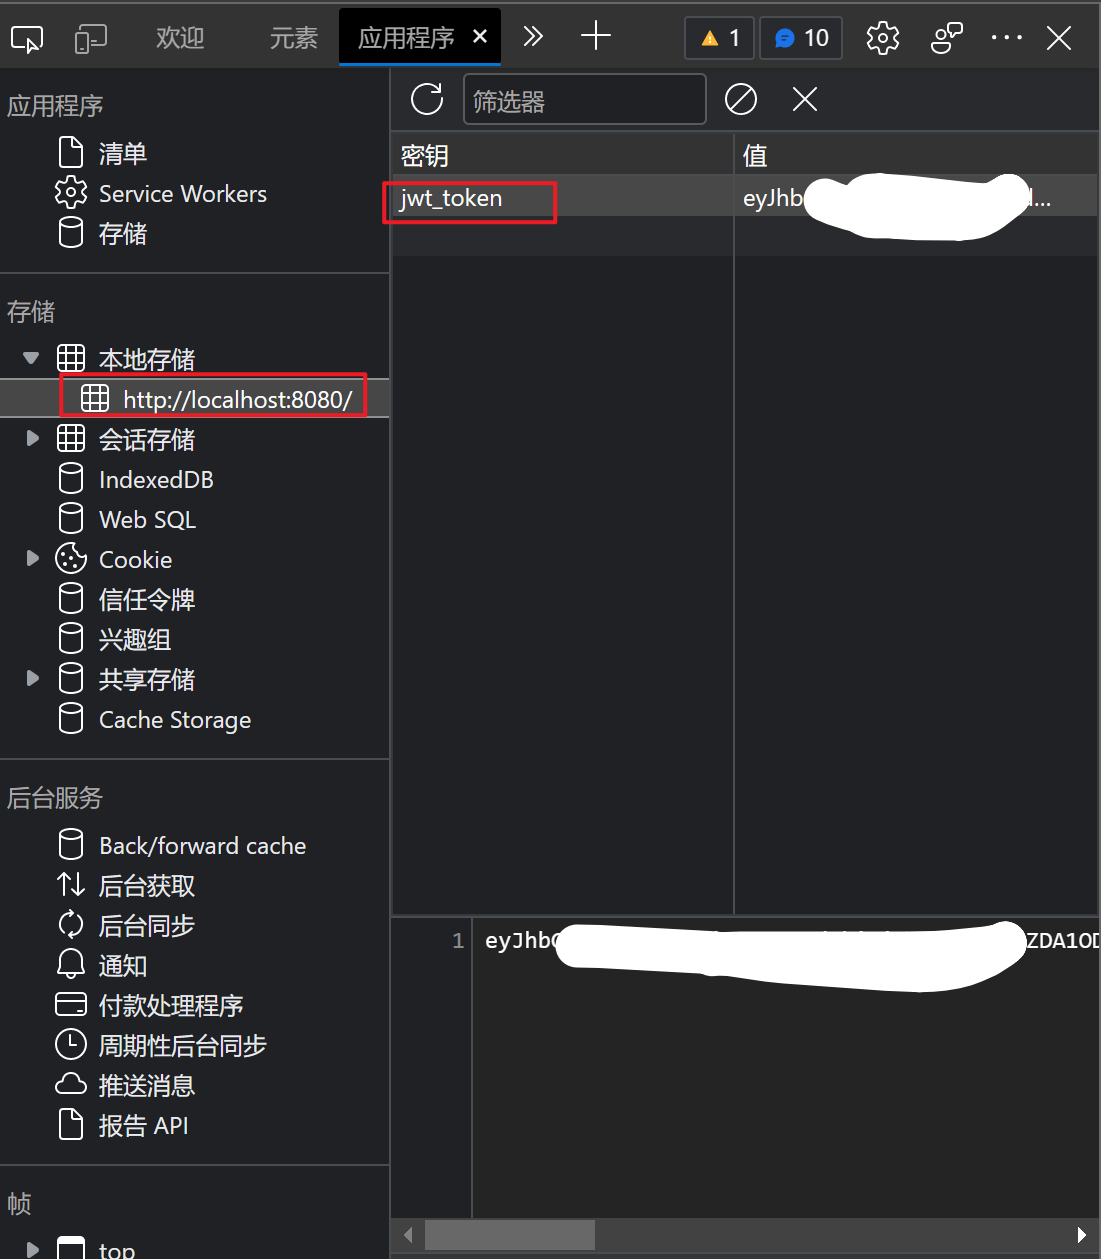 欢迎
元素
应用程序
1
10
应用程序
清单
Service Workers
存储
存储
本地存储
http://localhost:8080/
会话存储
IndexedDB
Web SQL
Cookie
信任令牌
兴趣组
共享存储
Cache Storage
后台服务
Back/forward cache
后台获取
后台同步
通知
付款处理程序
周期性后台同步
推送消息
报告 API
帧
top
筛选器
密钥 值
jwt_token eyJhb d...
1 eyJhb ZDA1OD